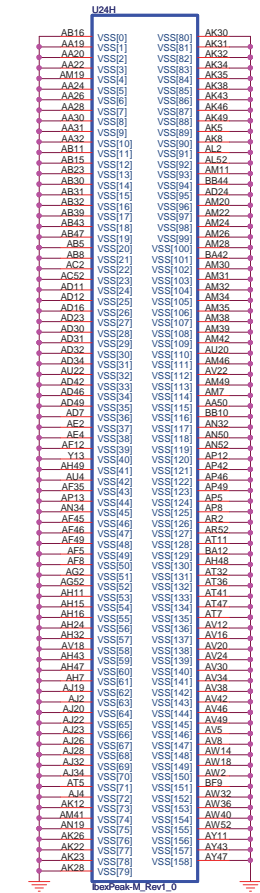 U24H
AB16 VSS[0] VSS[80] AK30
AA19 VSS[1] VSS[81] AK31
AA20 VSS[2] VSS[82] AK32
AA22 VSS[3] VSS[83] AK34
AM19 VSS[4] VSS[84] AK35
AA24 VSS[5] VSS[85] AK38
AA26 VSS[6] VSS[86] AK43
AA28 VSS[7] VSS[87] AK46
AA30 VSS[8] VSS[88] AK49
AA31 VSS[9] VSS[89] AK5
AA32 VSS[10] VSS[90] AK8
AB11 VSS[11] VSS[91] AL2
AB15 VSS[12] VSS[92] AL52
AB23 VSS[13] VSS[93] AM11
AB30 VSS[14] VSS[94] BB44
AB31 VSS[15] VSS[95] AD24
AB32 VSS[16] VSS[96] AM20
AB39 VSS[17] VSS[97] AM22
AB43 VSS[18] VSS[98] AM24
AB47 VSS[19] VSS[99] AM26
AB5 VSS[20] VSS[100] AM28
AB8 VSS[21] VSS[101] BA42
AC2 VSS[22] VSS[102] AM30
AC52 VSS[23] VSS[103] AM31
AD11 VSS[24] VSS[104] AM32
AD12 VSS[25] VSS[105] AM34
AD16 VSS[26] VSS[106] AM35
AD23 VSS[27] VSS[107] AM38
AD30 VSS[28] VSS[108] AM39
AD31 VSS[29] VSS[109] AM42
AD32 VSS[30] VSS[110] AU20
AD34 VSS[31] VSS[111] AM46
AU22 VSS[32] VSS[112] AV22
AD42 VSS[33] VSS[113] AM49
AD46 VSS[34] VSS[114] AM7
AD49 VSS[35] VSS[115] AA50
AD7 VSS[36] VSS[116] BB10
AE2 VSS[37] VSS[117] AN32
AE4 VSS[38] VSS[118] AN50
AF12 VSS[39] VSS[119] AN52
Y13 VSS[40] VSS[120] AP12
AH49 VSS[41] VSS[121] AP42
AU4 VSS[42] VSS[122] AP46
AF35 VSS[43] VSS[123] AP49
AP13 VSS[44] VSS[124] AP5
AN34 VSS[45] VSS[125] AP8
AF45 VSS[46] VSS[126] AR2
AF46 VSS[47] VSS[127] AR52
AF49 VSS[48] VSS[128] AT11
AF5 VSS[49] VSS[129] BA12
AF8 VSS[50] VSS[130] AH48
AG2 VSS[51] VSS[131] AT32
AG52 VSS[52] VSS[132] AT36
AH11 VSS[53] VSS[133] AT41
AH15 VSS[54] VSS[134] AT47
AH16 VSS[55] VSS[135] AT7
AH24 VSS[56] VSS[136] AV12
AH32 VSS[57] VSS[137] AV16
AV18 VSS[58] VSS[138] AV20
AH43 VSS[59] VSS[139] AV24
AH47 VSS[60] VSS[140] AV30
AH7 VSS[61] VSS[141] AV34
AJ19 VSS[62] VSS[142] AV38
AJ2 VSS[63] VSS[143] AV42
AJ20 VSS[64] VSS[144] AV46
AJ22 VSS[65] VSS[145] AV49
AJ23 VSS[66] VSS[146] AV5
AJ26 VSS[67] VSS[147] AV8
AJ28 VSS[68] VSS[148] AW14
AJ32 VSS[69] VSS[149] AW18
AJ34 VSS[70] VSS[150] AW2
AT5 VSS[71] VSS[151] BF9
AJ4 VSS[72] VSS[152] AW32
AK12 VSS[73] VSS[153] AW36
AM41 VSS[74] VSS[154] AW40
AN19 VSS[75] VSS[155] AW52
AK26 VSS[76] VSS[156] AY11
AK22 VSS[77] VSS[157] AY43
AK23 VSS[78] VSS[158] AY47
AK28 VSS[79]
IbexPeak-M_Rev1_0